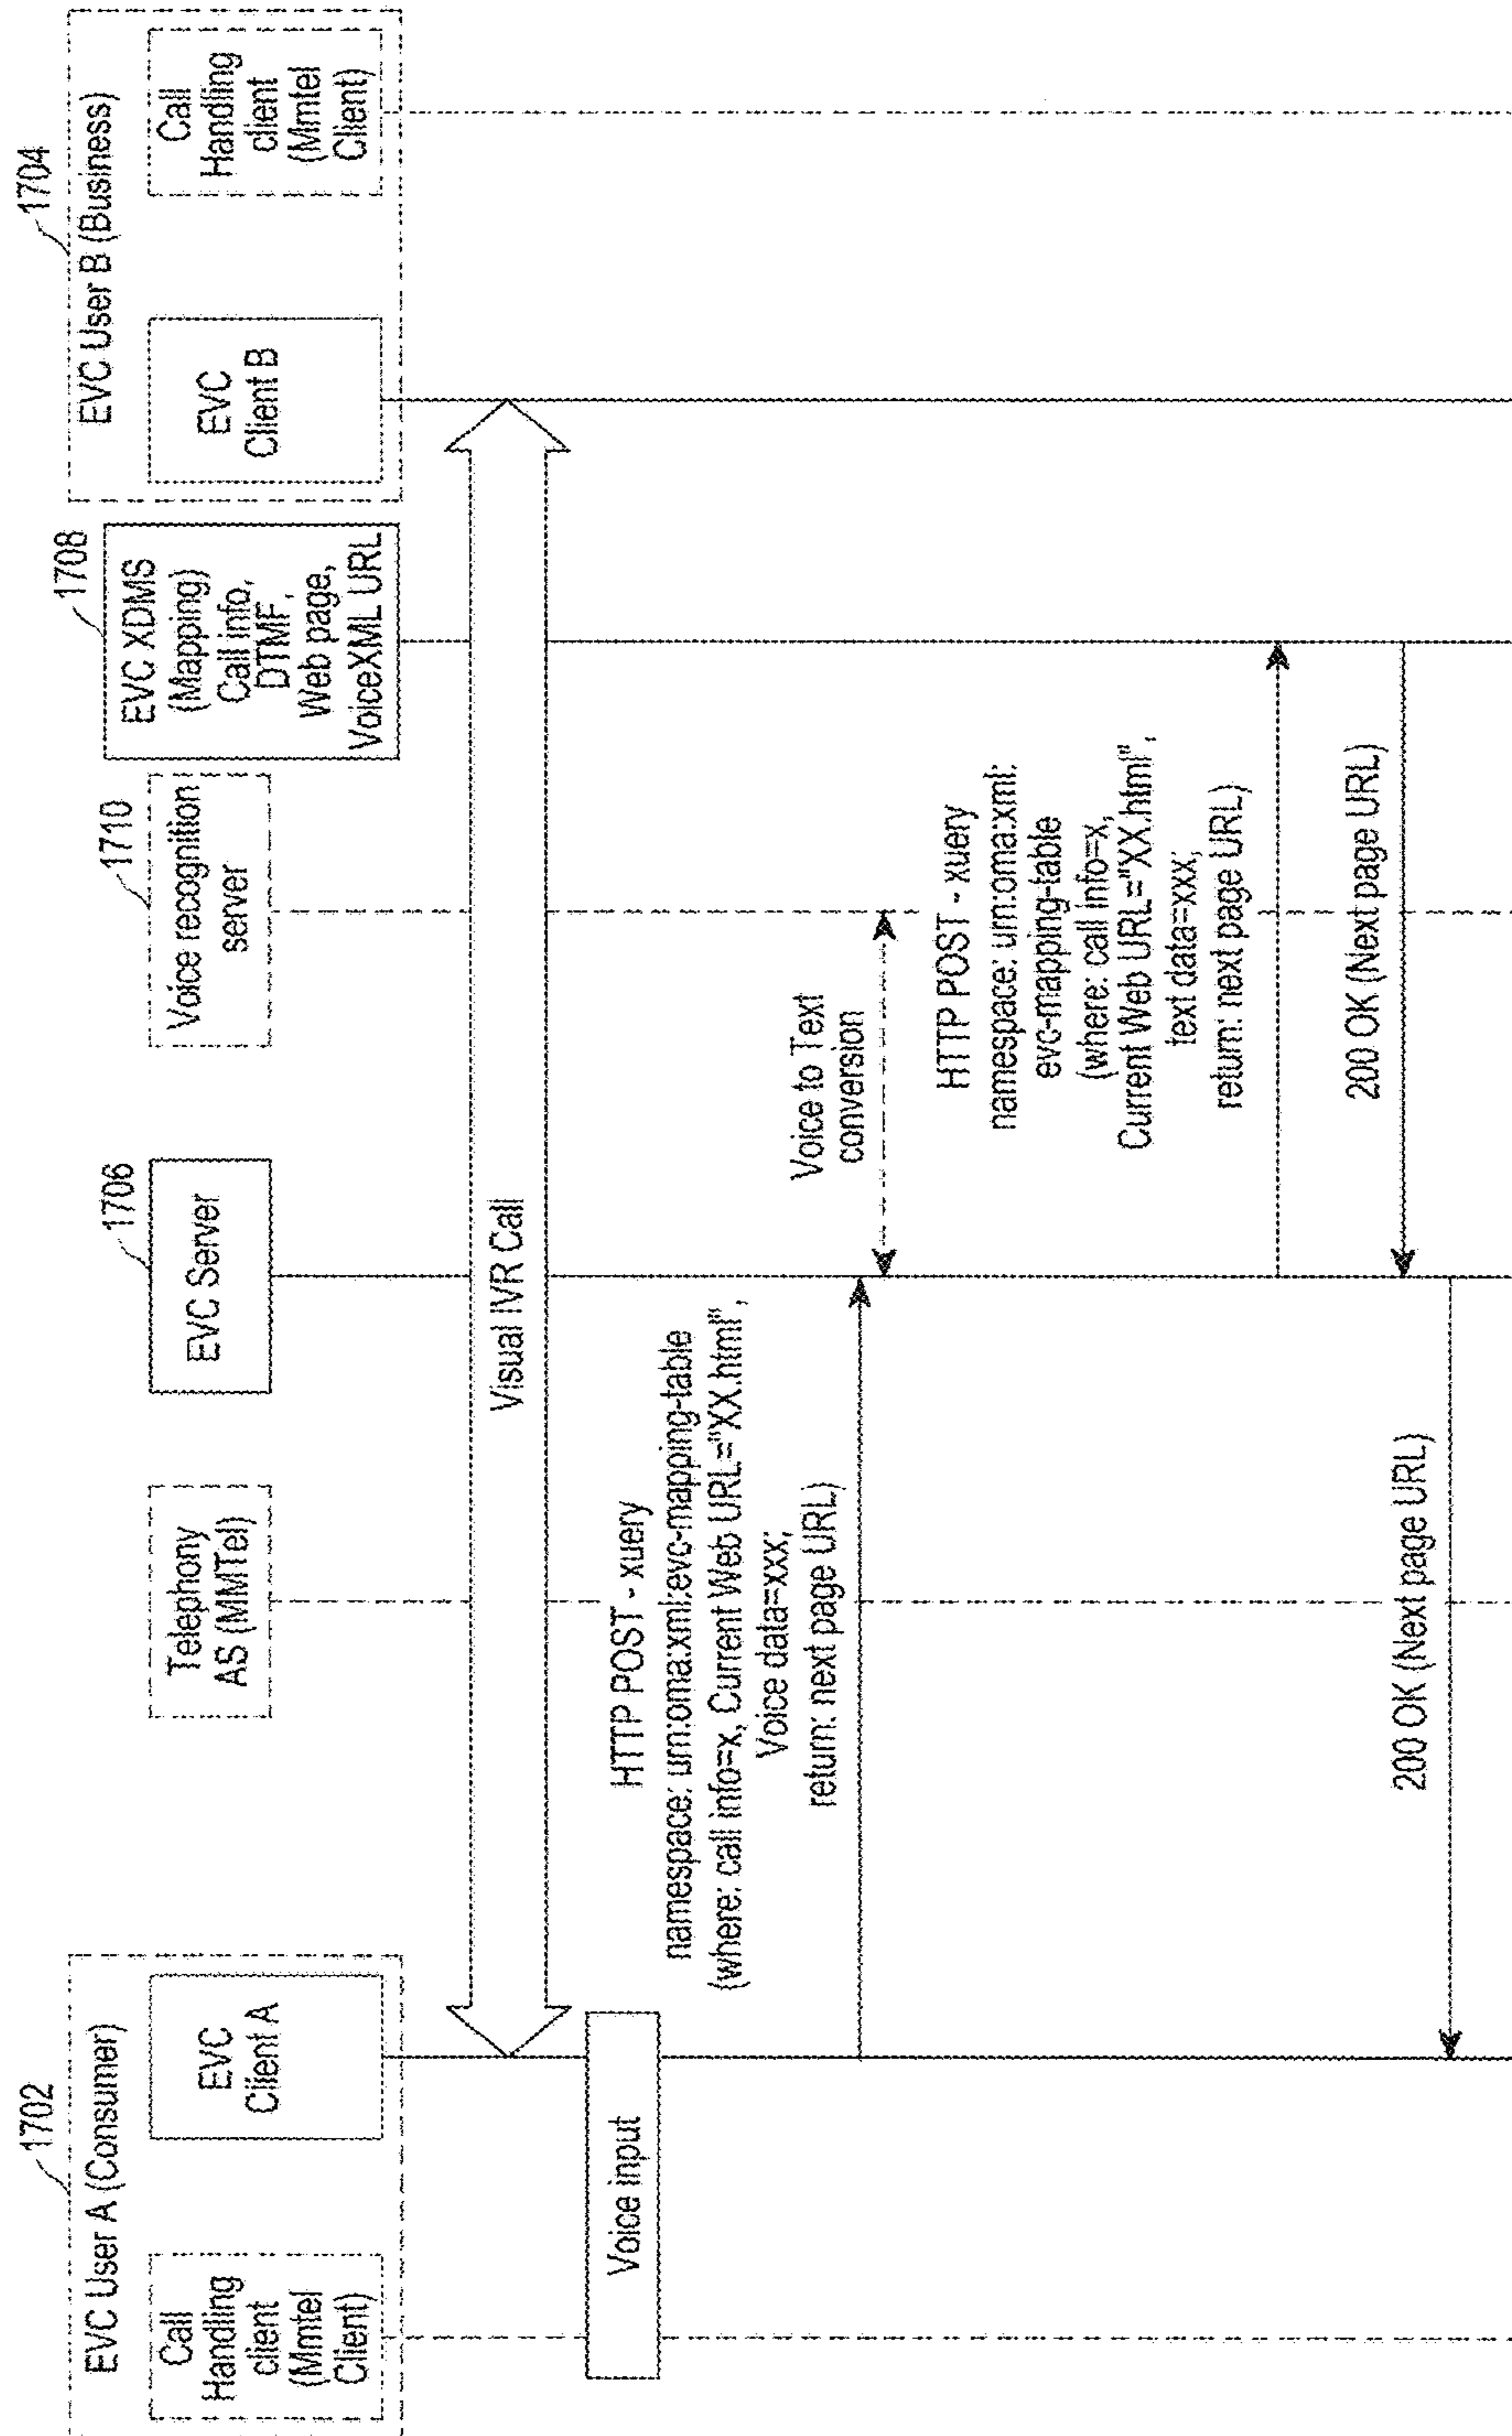 1702
EVC User A (Consumer)
Call
Handling
client
(Mmtel
Client)
EVC
Client A
Telephony
AS (MMTel)
1706
EVC Server
1710
Voice recognition
server
1708
EVC XDMS
(Mapping)
Call info,
DTMF,
Web page,
VoiceXML URL
1704
EVC User B (Business)
EVC
Client B
Call
Handling
client
(Mmtel
Client)
Visual IVR Call
Voice input
HTTP POST - xuery
namespace: urn:oma:xml:evc-mapping-table
(where: call info=x, Current Web URL="XX.html",
Voice data=xxx;
return: next page URL)
Voice to Text
conversion
HTTP POST - xuery
namespace: urn:oma:xml:
evc-mapping-table
(where: call info=x,
Current Web URL="XX.html",
text data=xxx;
return: next page URL)
200 OK (Next page URL)
200 OK (Next page URL)